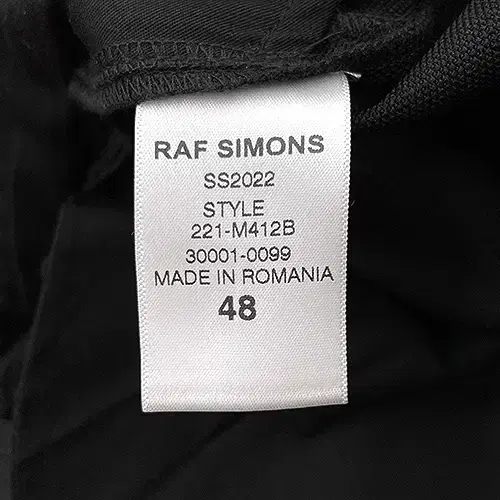 RAF SIMONS
SS2022
STYLE
221-M412B
30001-0099
MADE IN ROMANIA
48